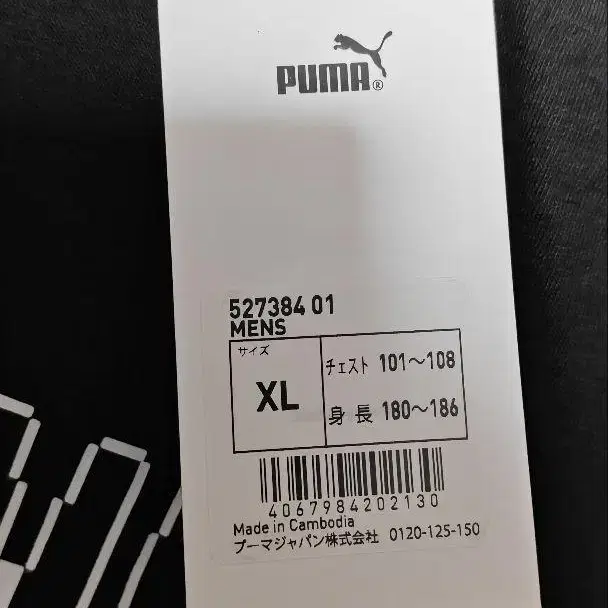 PUMA®
527384 01
MENS
サイズ
XL
チェスト 101〜108
身 長 180〜186
4067984202130
Made in Cambodia
プーマジャパン株式会社 0120-125-150